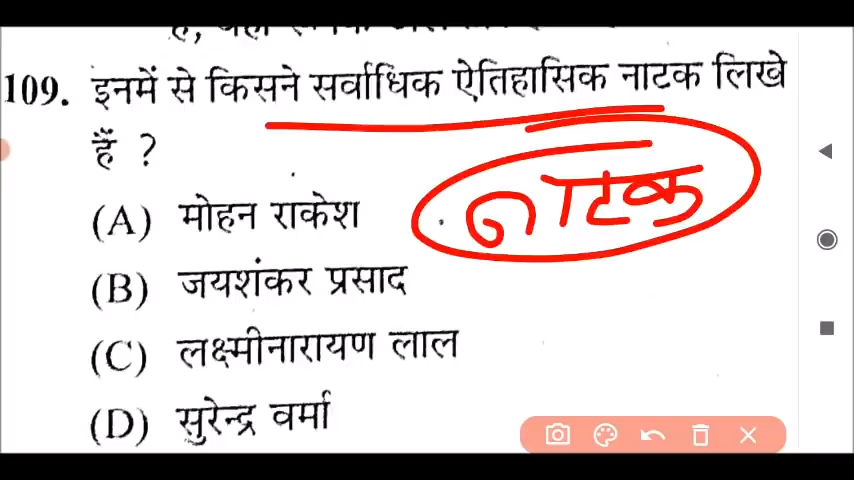 109. इनमें से किसने सर्वाधिक ऐतिहासिक नाटक लिखे
हैं ?
नाटक
(A) मोहन राकेश
(B) जयशंकर प्रसाद
(C) लक्ष्मीनारायण लाल
(D) सुरेन्द्र वर्मा